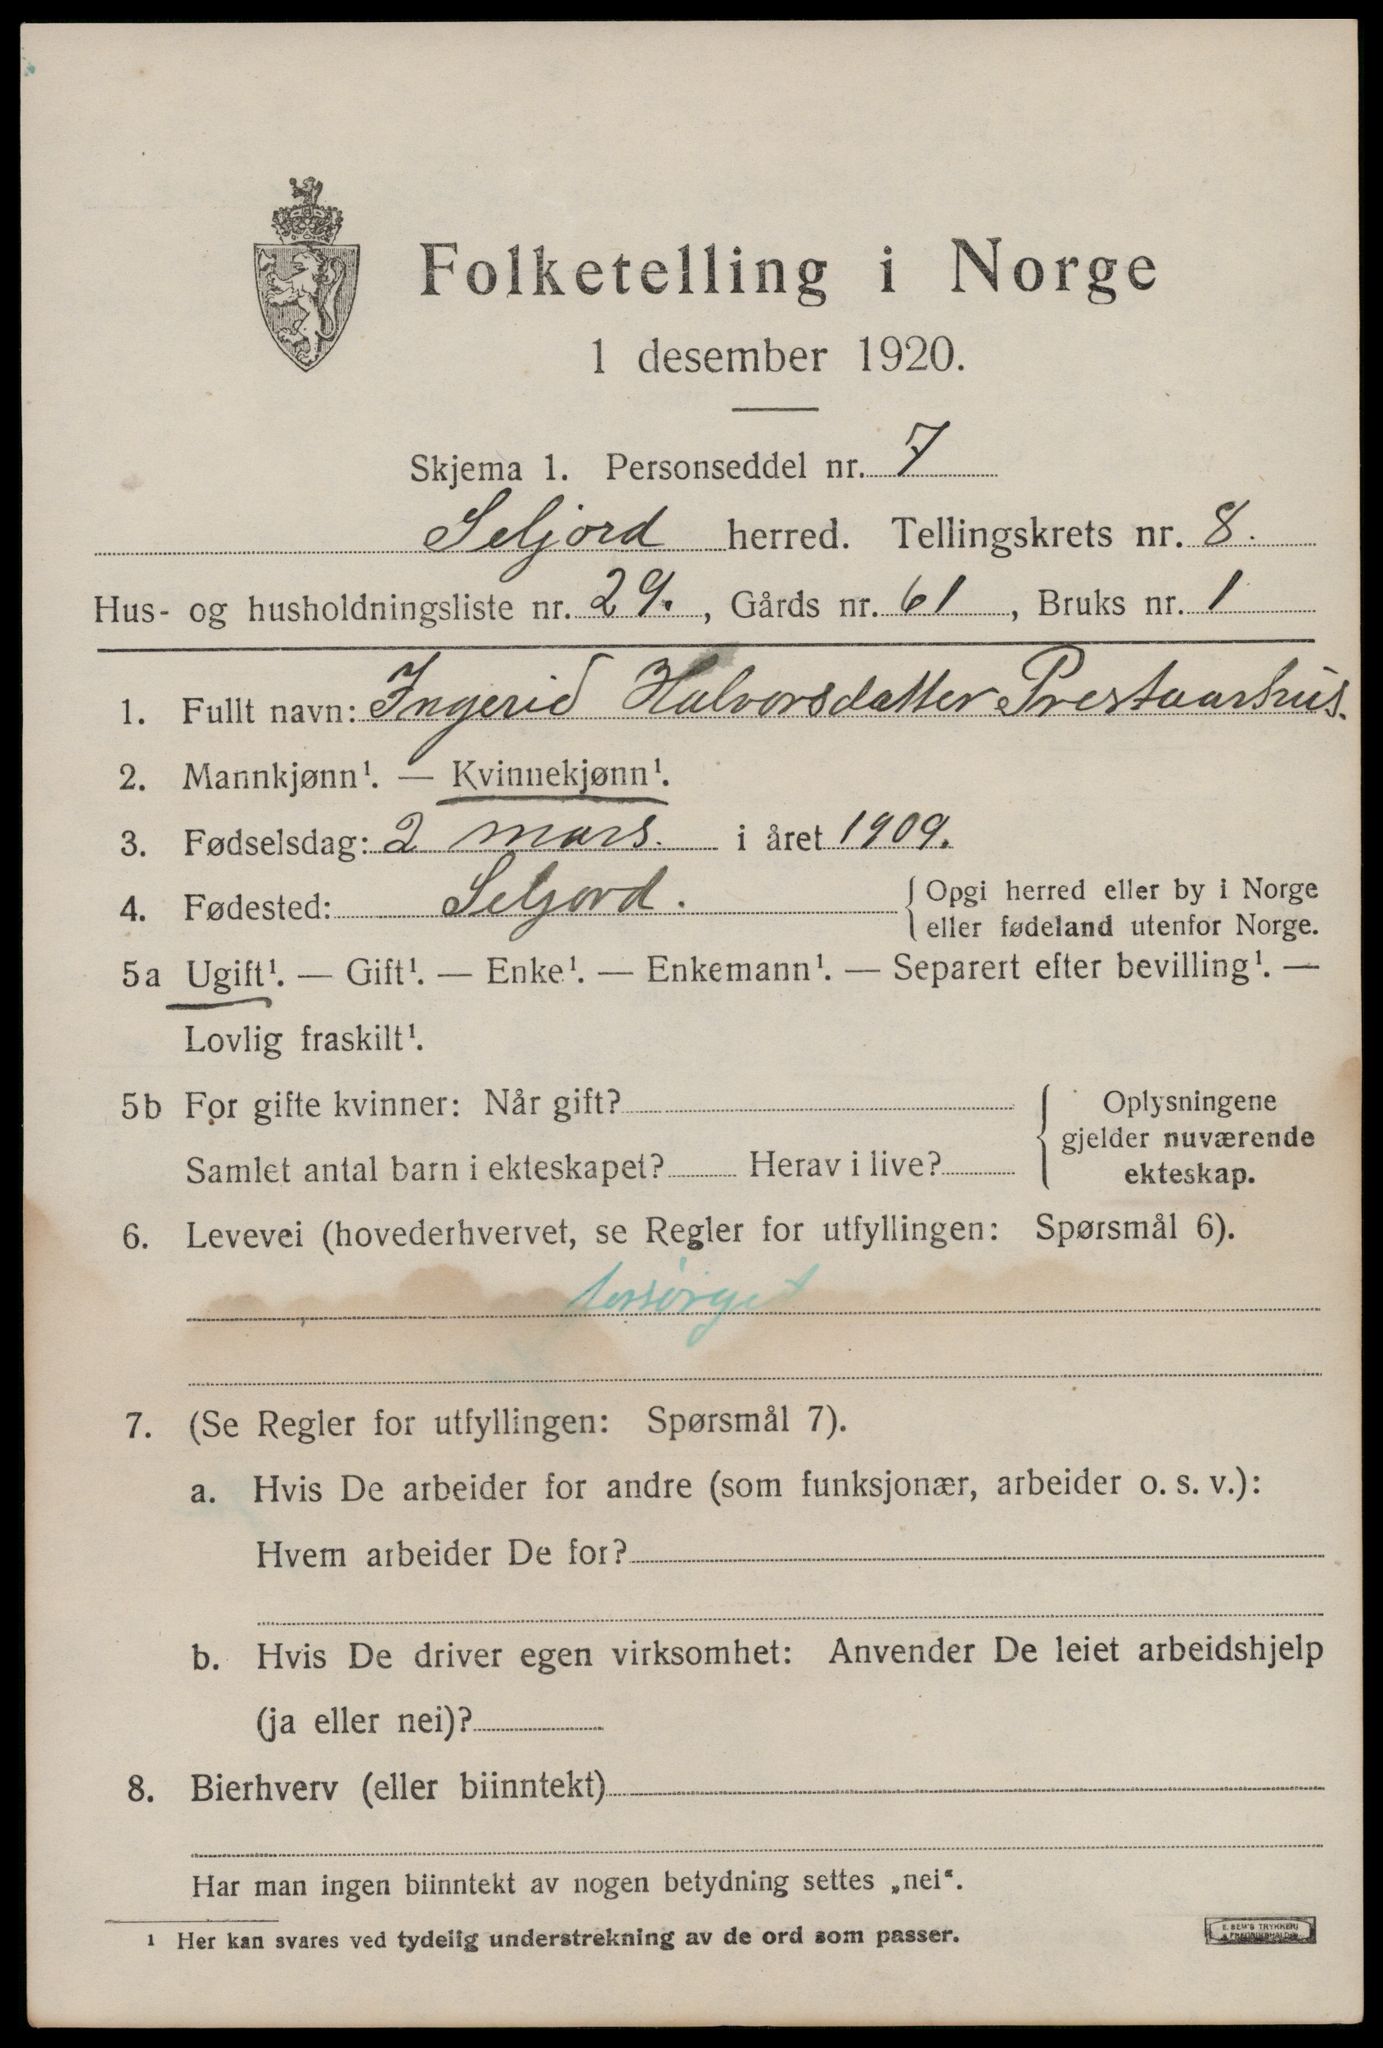 Folketelling i Norge
1 desember 1920.
Skjema 1. Personseddel nr. 7
Seljord herred. Tellingskrets nr. 8.
Hus- og husholdningsliste nr. 29., Gårds nr. 61, Bruks nr. 1
1. Fullt navn: Ingerid Halvorsdatter Prestaarhus.
2. Mannkjønn¹. — Kvinnekjønn¹.
3. Fødselsdag: 2 mars. i året 1909.
4. Fødested: Seljord. { Opgi herred eller by i Norge
eller fødeland utenfor Norge.
5a Ugift¹. — Gift¹. — Enke¹. — Enkemann¹. — Separert efter bevilling¹. —
Lovlig fraskilt¹.
5b For gifte kvinner: Når gift?
Samlet antal barn i ekteskapet? Herav i live?
{ Oplysningene
gjelder nuværende
ekteskap.
6. Levevei (hovederhvervet, se Regler for utfyllingen: Spørsmål 6).
forsørget
7. (Se Regler for utfyllingen: Spørsmål 7).
a. Hvis De arbeider for andre (som funksjonær, arbeider o. s. v.):
Hvem arbeider De for?
b. Hvis De driver egen virksomhet: Anvender De leiet arbeidshjelp
(ja eller nei)?
8. Bierhverv (eller biinntekt)
Har man ingen biinntekt av nogen betydning settes „nei“.
¹ Her kan svares ved tydelig understrekning av de ord som passer.
E. SEM'S TRYKKERI
FREDRIKSHALD